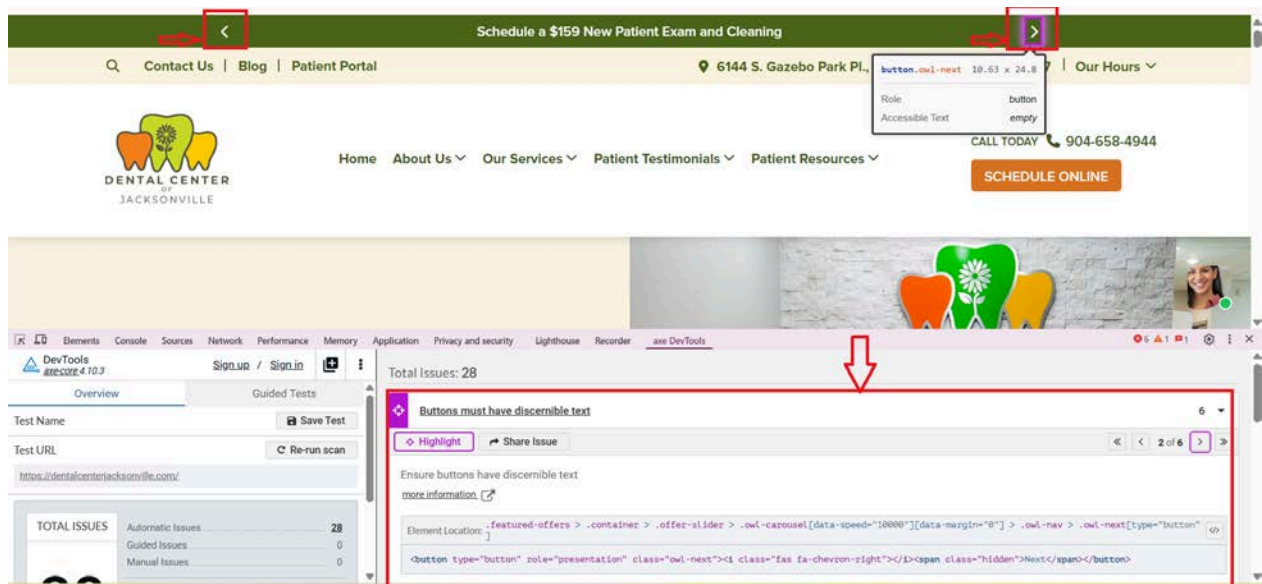 Schedule a $159 New Patient Exam and Cleaning
Contact Us | Blog | Patient Portal
6144 S. Gazebo Park Pl.,
Our Hours
button.owl-next 10.63 x 24.8
Role button
Accessible Text empty
CALL TODAY 904-658-4944
SCHEDULE ONLINE
DENTAL CENTER
OF
JACKSONVILLE
Home About Us Our Services Patient Testimonials Patient Resources
Elements Console Sources Network Performance Memory Application Privacy and security Lighthouse Recorder axe DevTools
6 1 1
DevTools
axe-core 4.10.3
Sign up / Sign in
Overview Guided Tests
Test Name Save Test
Test URL Re-run scan
https://dentalcenterjacksonville.com/
TOTAL ISSUES
Automatic Issues 28
Guided Issues 0
Manual Issues 0
Total Issues: 28
Buttons must have discernible text 6
Highlight Share Issue 2 of 6
Ensure buttons have discernible text
more information
Element Location: .featured-offers > .container > .offer-slider > .owl-carousel[data-speed="10000"][data-margin="0"] > .owl-nav > .owl-next[type="button"
]
<button type="button" role="presentation" class="owl-next"><i class="fas fa-chevron-right"></i><span class="hidden">Next</span></button>